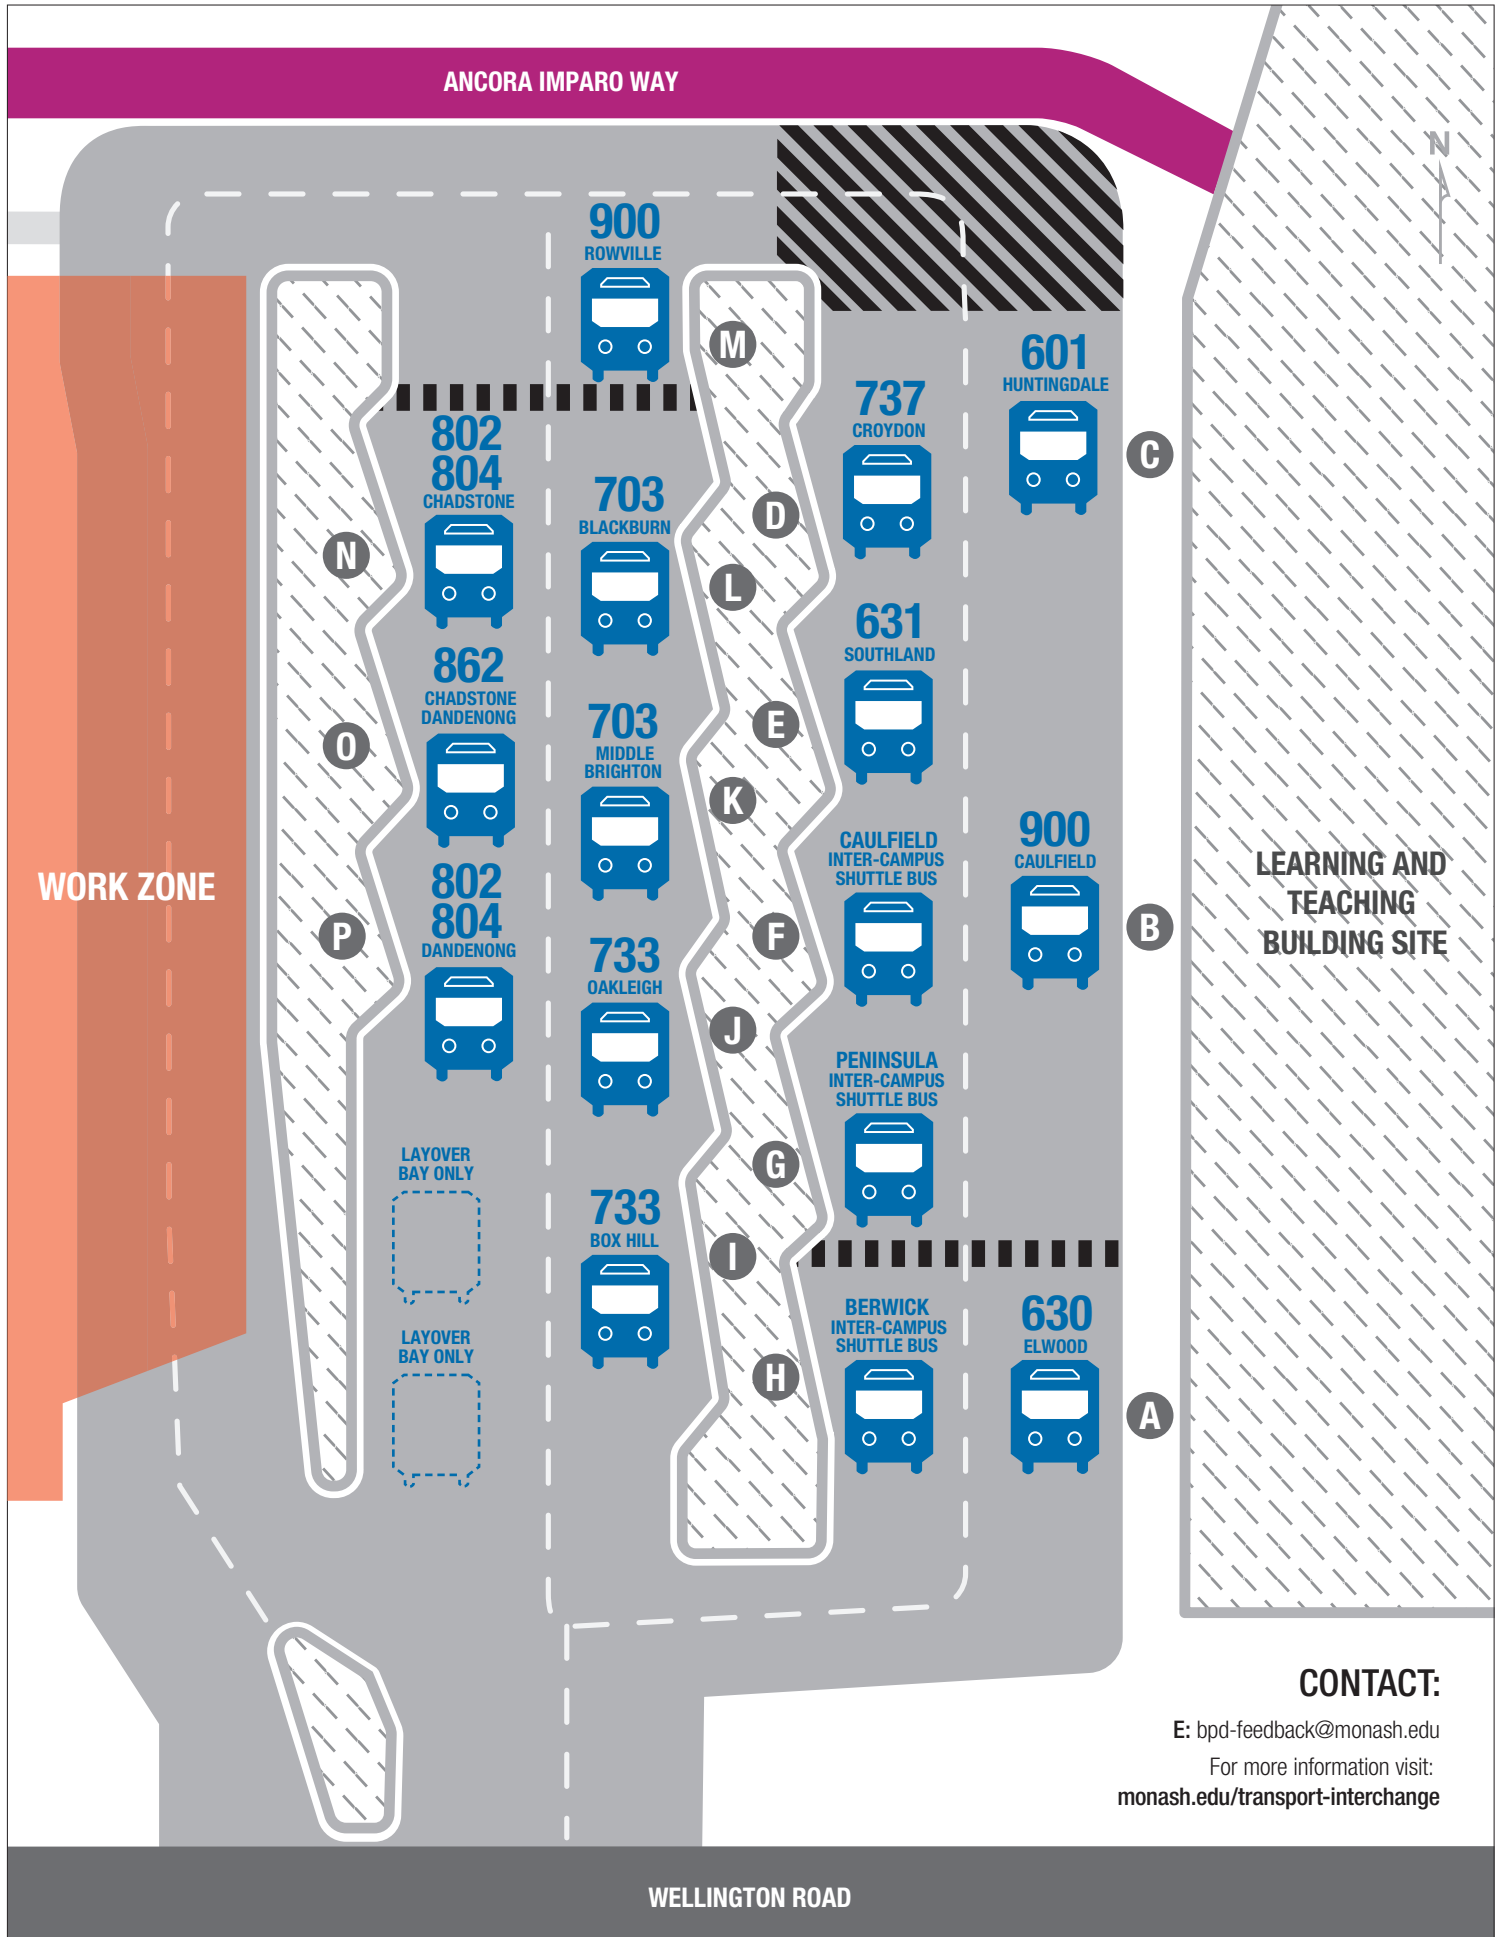 ANCORA IMPARO WAY
N
900
ROWVILLE
M
601
HUNTINGDALE
C
737
CROYDON
D
802
804
CHADSTONE
N
703
BLACKBURN
L
631
SOUTHLAND
E
862
CHADSTONE
DANDENONG
O
703
MIDDLE
BRIGHTON
K
CAULFIELD
INTER-CAMPUS
SHUTTLE BUS
F
900
CAULFIELD
B
LEARNING AND
TEACHING
BUILDING SITE
WORK ZONE
P
802
804
DANDENONG
733
OAKLEIGH
J
PENINSULA
INTER-CAMPUS
SHUTTLE BUS
G
LAYOVER
BAY ONLY
733
BOX HILL
I
BERWICK
INTER-CAMPUS
SHUTTLE BUS
H
630
ELWOOD
A
LAYOVER
BAY ONLY
CONTACT:
E: bpd-feedback@monash.edu
For more information visit:
monash.edu/transport-interchange
WELLINGTON ROAD